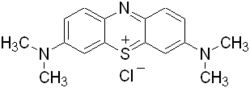 N
H₃C N S⁺ N CH₃
CH₃ Cl⁻ CH₃